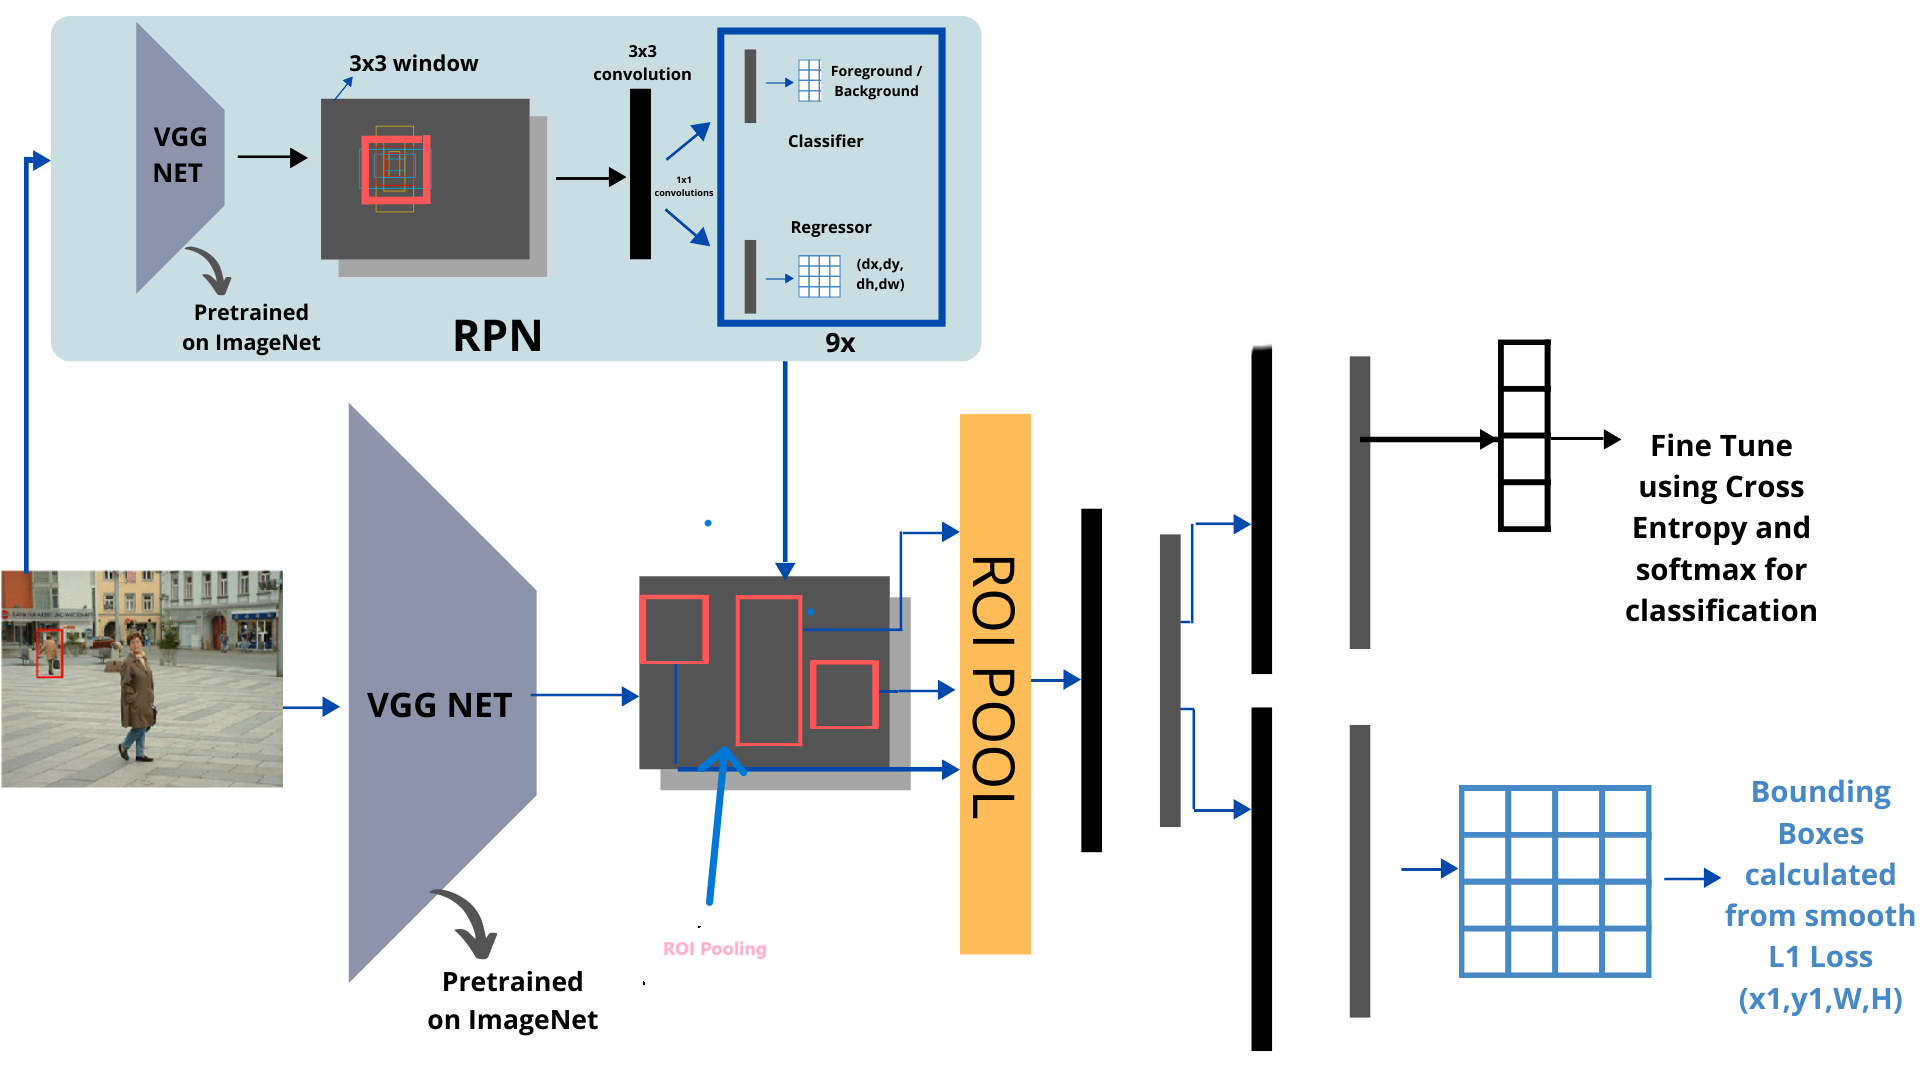 3x3 window
3x3
convolution
Foreground /
Background
VGG
NET
Classifier
1x1
convolutions
Regressor
(dx,dy,
dh,dw)
Pretrained
on ImageNet
RPN
9x
Fine Tune
using Cross
Entropy and
softmax for
classification
VGG NET
ROI POOL
Bounding
Boxes
calculated
from smooth
L1 Loss
(x1,y1,W,H)
ROI Pooling
Pretrained
on ImageNet